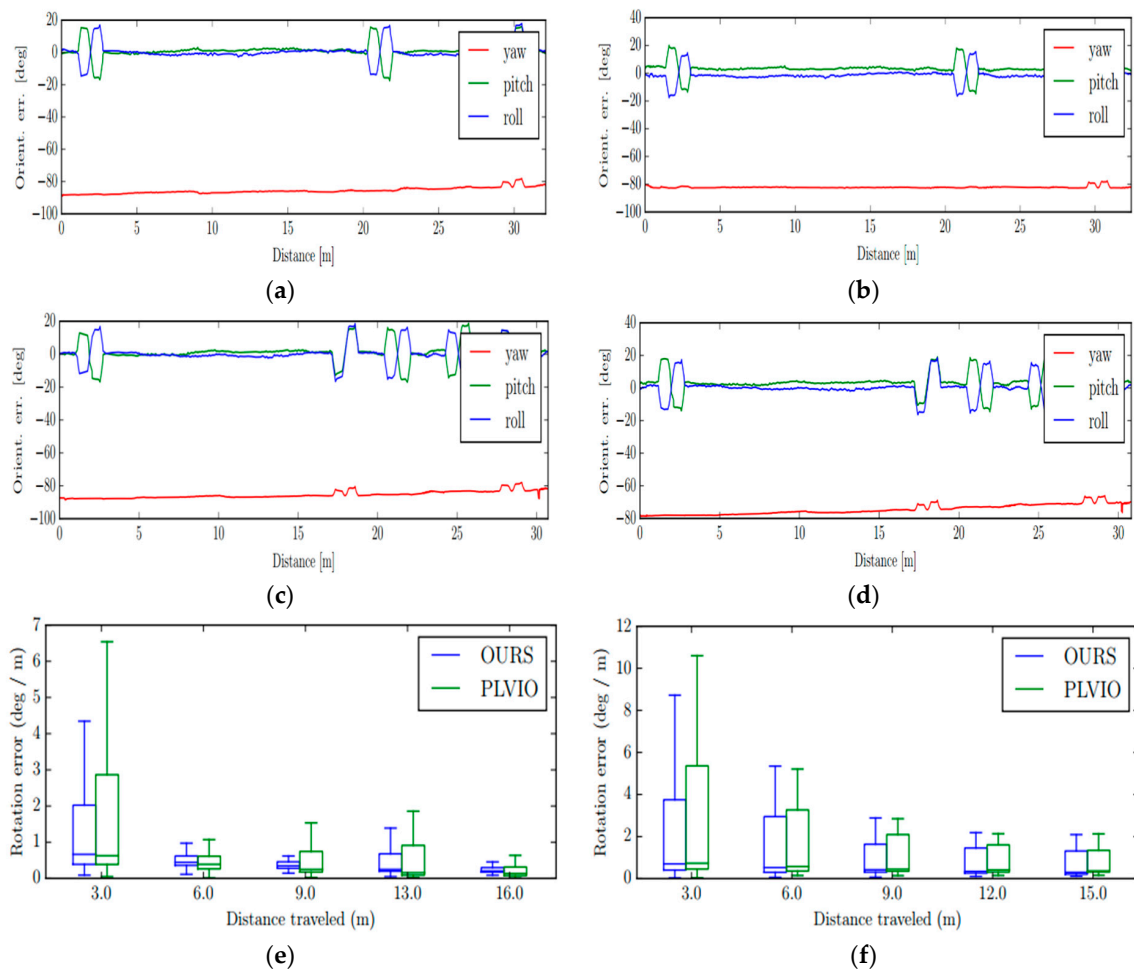 20
0
−20
−40
−60
−80
−100
Orient. err. [deg]
yaw
pitch
roll
0 5 10 15 20 25 30
Distance [m]
(a)
40
20
0
−20
−40
−60
−80
−100
Orient. err. [deg]
yaw
pitch
roll
0 5 10 15 20 25 30
Distance [m]
(b)
20
0
−20
−40
−60
−80
−100
Orient. err. [deg]
yaw
pitch
roll
0 5 10 15 20 25 30
Distance [m]
(c)
40
20
0
−20
−40
−60
−80
Orient. err. [deg]
yaw
pitch
roll
0 5 10 15 20 25 30
Distance [m]
(d)
7
6
5
4
3
2
1
0
Rotation error (deg / m)
OURS
PLVIO
3.0 6.0 9.0 13.0 16.0
Distance traveled (m)
(e)
12
10
8
6
4
2
0
Rotation error (deg / m)
OURS
PLVIO
3.0 6.0 9.0 12.0 15.0
Distance traveled (m)
(f)